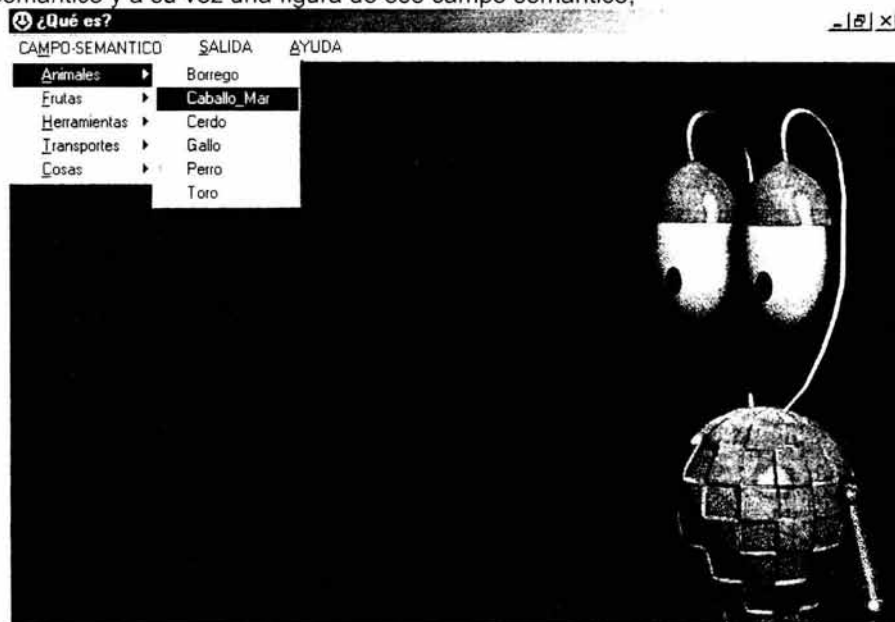 semántico y a su vez una figura de ese campo semántico;
¿Qué es?
CAMPO-SEMANTICO SALIDA AYUDA
Animales
Frutas
Herramientas
Transportes
Cosas
Borrego
Caballo_Mar
Cerdo
Gallo
Perro
Toro